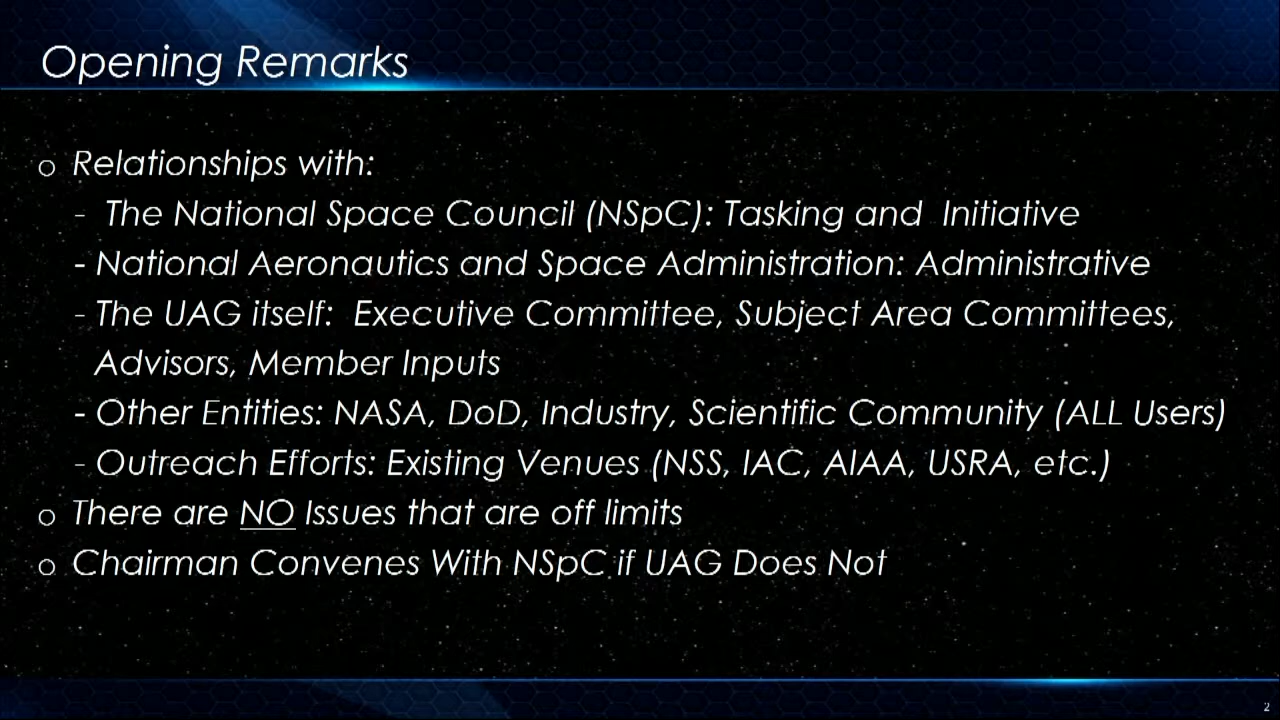 Opening Remarks
o Relationships with:
- The National Space Council (NSpC): Tasking and Initiative
- National Aeronautics and Space Administration: Administrative
- The UAG itself: Executive Committee, Subject Area Committees,
Advisors, Member Inputs
- Other Entities: NASA, DoD, Industry, Scientific Community (ALL Users)
- Outreach Efforts: Existing Venues (NSS, IAC, AIAA, USRA, etc.)
o There are NO Issues that are off limits
o Chairman Convenes With NSpC if UAG Does Not
2